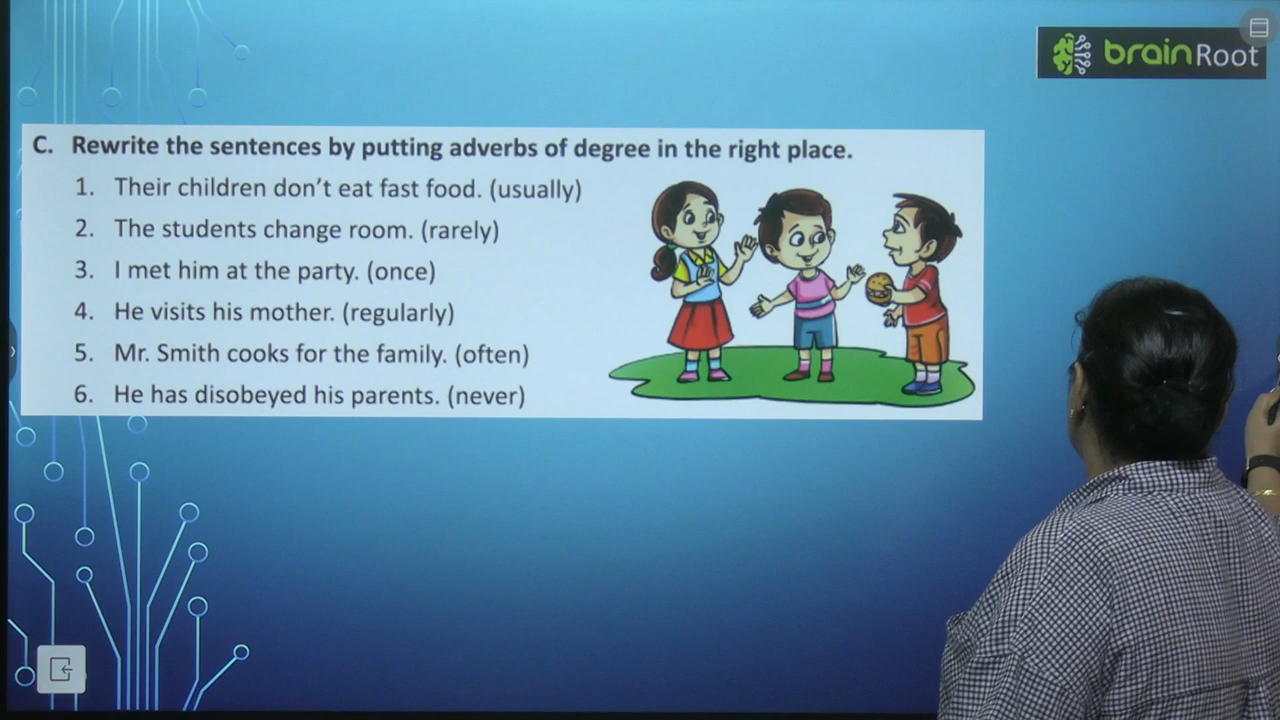 brainRoot
C. Rewrite the sentences by putting adverbs of degree in the right place.
1. Their children don't eat fast food. (usually)
2. The students change room. (rarely)
3. I met him at the party. (once)
4. He visits his mother. (regularly)
5. Mr. Smith cooks for the family. (often)
6. He has disobeyed his parents. (never)